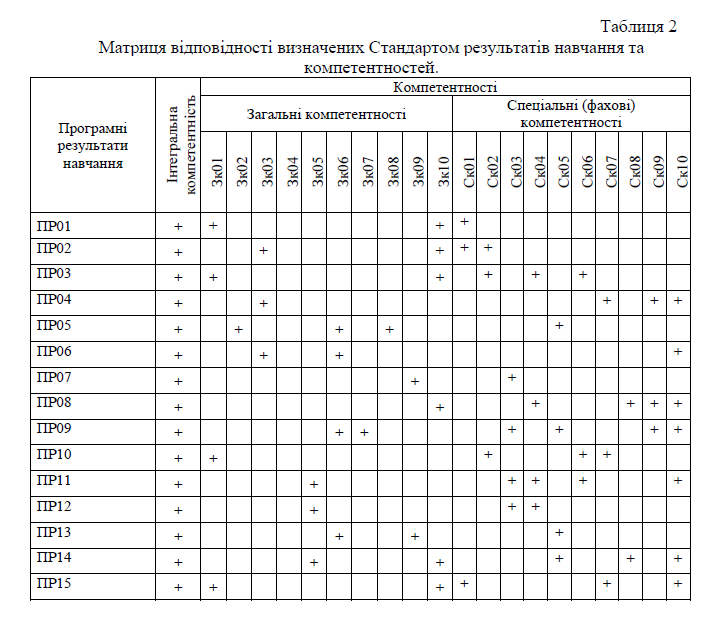 Таблиця 2
Матриця відповідності визначених Стандартом результатів навчання та
компетентностей.
Програмні результати навчання | Інтегральна компетентність | Компетентності
Загальні компетентності | Спеціальні (фахові) компетентності
Зк01 | Зк02 | Зк03 | Зк04 | Зк05 | Зк06 | Зк07 | Зк08 | Зк09 | Зк10 | Ск01 | Ск02 | Ск03 | Ск04 | Ск05 | Ск06 | Ск07 | Ск08 | Ск09 | Ск10
ПР01 | + | + | | | | | | | | | + | + | | | | | | | | |
ПР02 | + | | | + | | | | | | | + | + | + | | | | | | | |
ПР03 | + | + | | | | | | | | | + | | + | | + | | + | | | |
ПР04 | + | | | + | | | | | | | | | | | | | | + | | + | +
ПР05 | + | | + | | | | + | | + | | | | | | | + | | | | |
ПР06 | + | | | + | | | + | | | | | | | | | | | | | | +
ПР07 | + | | | | | | | | | + | | | | + | | | | | | |
ПР08 | + | | | | | | | | | | + | | | | + | | | | + | + | +
ПР09 | + | | | | | | + | + | | | | | | + | | + | | | | + | +
ПР10 | + | + | | | | | | | | | | | + | | | | + | + | | |
ПР11 | + | | | | | + | | | | | | | | + | + | | + | | | | +
ПР12 | + | | | | | + | | | | | | | | + | + | | | | | |
ПР13 | + | | | | | | + | | | + | | | | | | + | | | | |
ПР14 | + | | | | | + | | | | | + | | | | | + | | | + | | +
ПР15 | + | + | | | | | | | | | + | + | | | | | | + | | | +